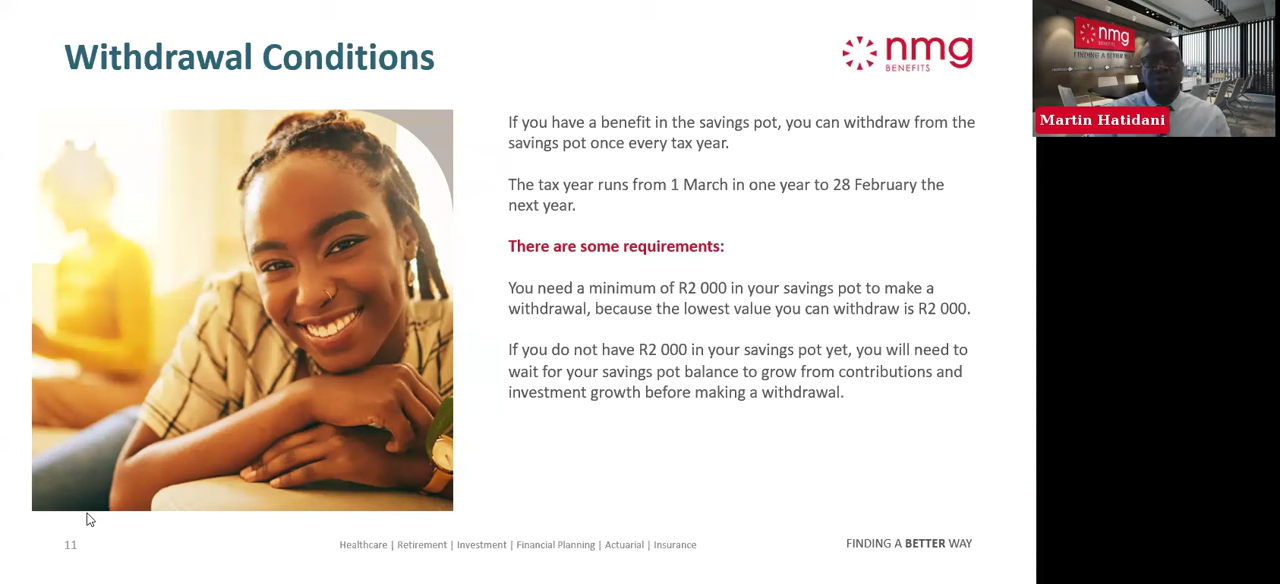 Withdrawal Conditions
nmg
BENEFITS
If you have a benefit in the savings pot, you can withdraw from the
savings pot once every tax year.
The tax year runs from 1 March in one year to 28 February the
next year.
There are some requirements:
You need a minimum of R2 000 in your savings pot to make a
withdrawal, because the lowest value you can withdraw is R2 000.
If you do not have R2 000 in your savings pot yet, you will need to
wait for your savings pot balance to grow from contributions and
investment growth before making a withdrawal.
11
Healthcare | Retirement | Investment | Financial Planning | Actuarial | Insurance
FINDING A BETTER WAY
nmg
BENEFITS
FINDING A
Martin Hatidani